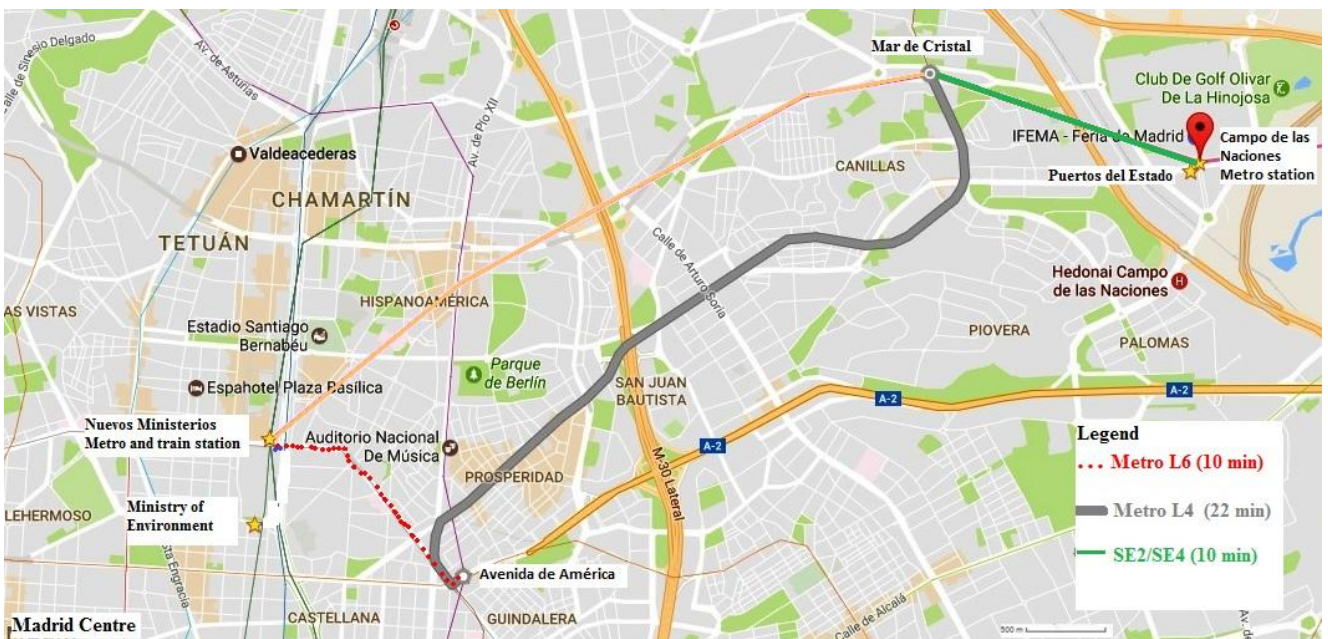 Calle de Sinesio Delgado
Av. de Asturias
Av. de Pío XII
Mar de Cristal
Club De Golf Olivar
De La Hinojosa
IFEMA - Feria de Madrid
Campo de las
Naciones
Metro station
Puertos del Estado
Valdeacederas
CANILLAS
CHAMARTÍN
TETUÁN
Calle de Arturo Soria
Hedonai Campo
de las Naciones
H
AS VISTAS
HISPANOAMÉRICA
Estadio Santiago
Bernabéu
PIOVERA
PALOMAS
Parque
de Berlín
Espahotel Plaza Basílica
SAN JUAN
BAUTISTA
A-2
A-2
A-2
Nuevos Ministerios
Metro and train station
Auditorio Nacional
De Música
PROSPERIDAD
M-30 Lateral
Legend
Metro L6 (10 min)
Metro L4 (22 min)
SE2/SE4 (10 min)
LEHERMOSO
Ministry of
Environment
sta Engracia
Avenida de América
CASTELLANA
GUINDALERA
Calle de Alcalá
500 m
Av. de
Madrid Centre